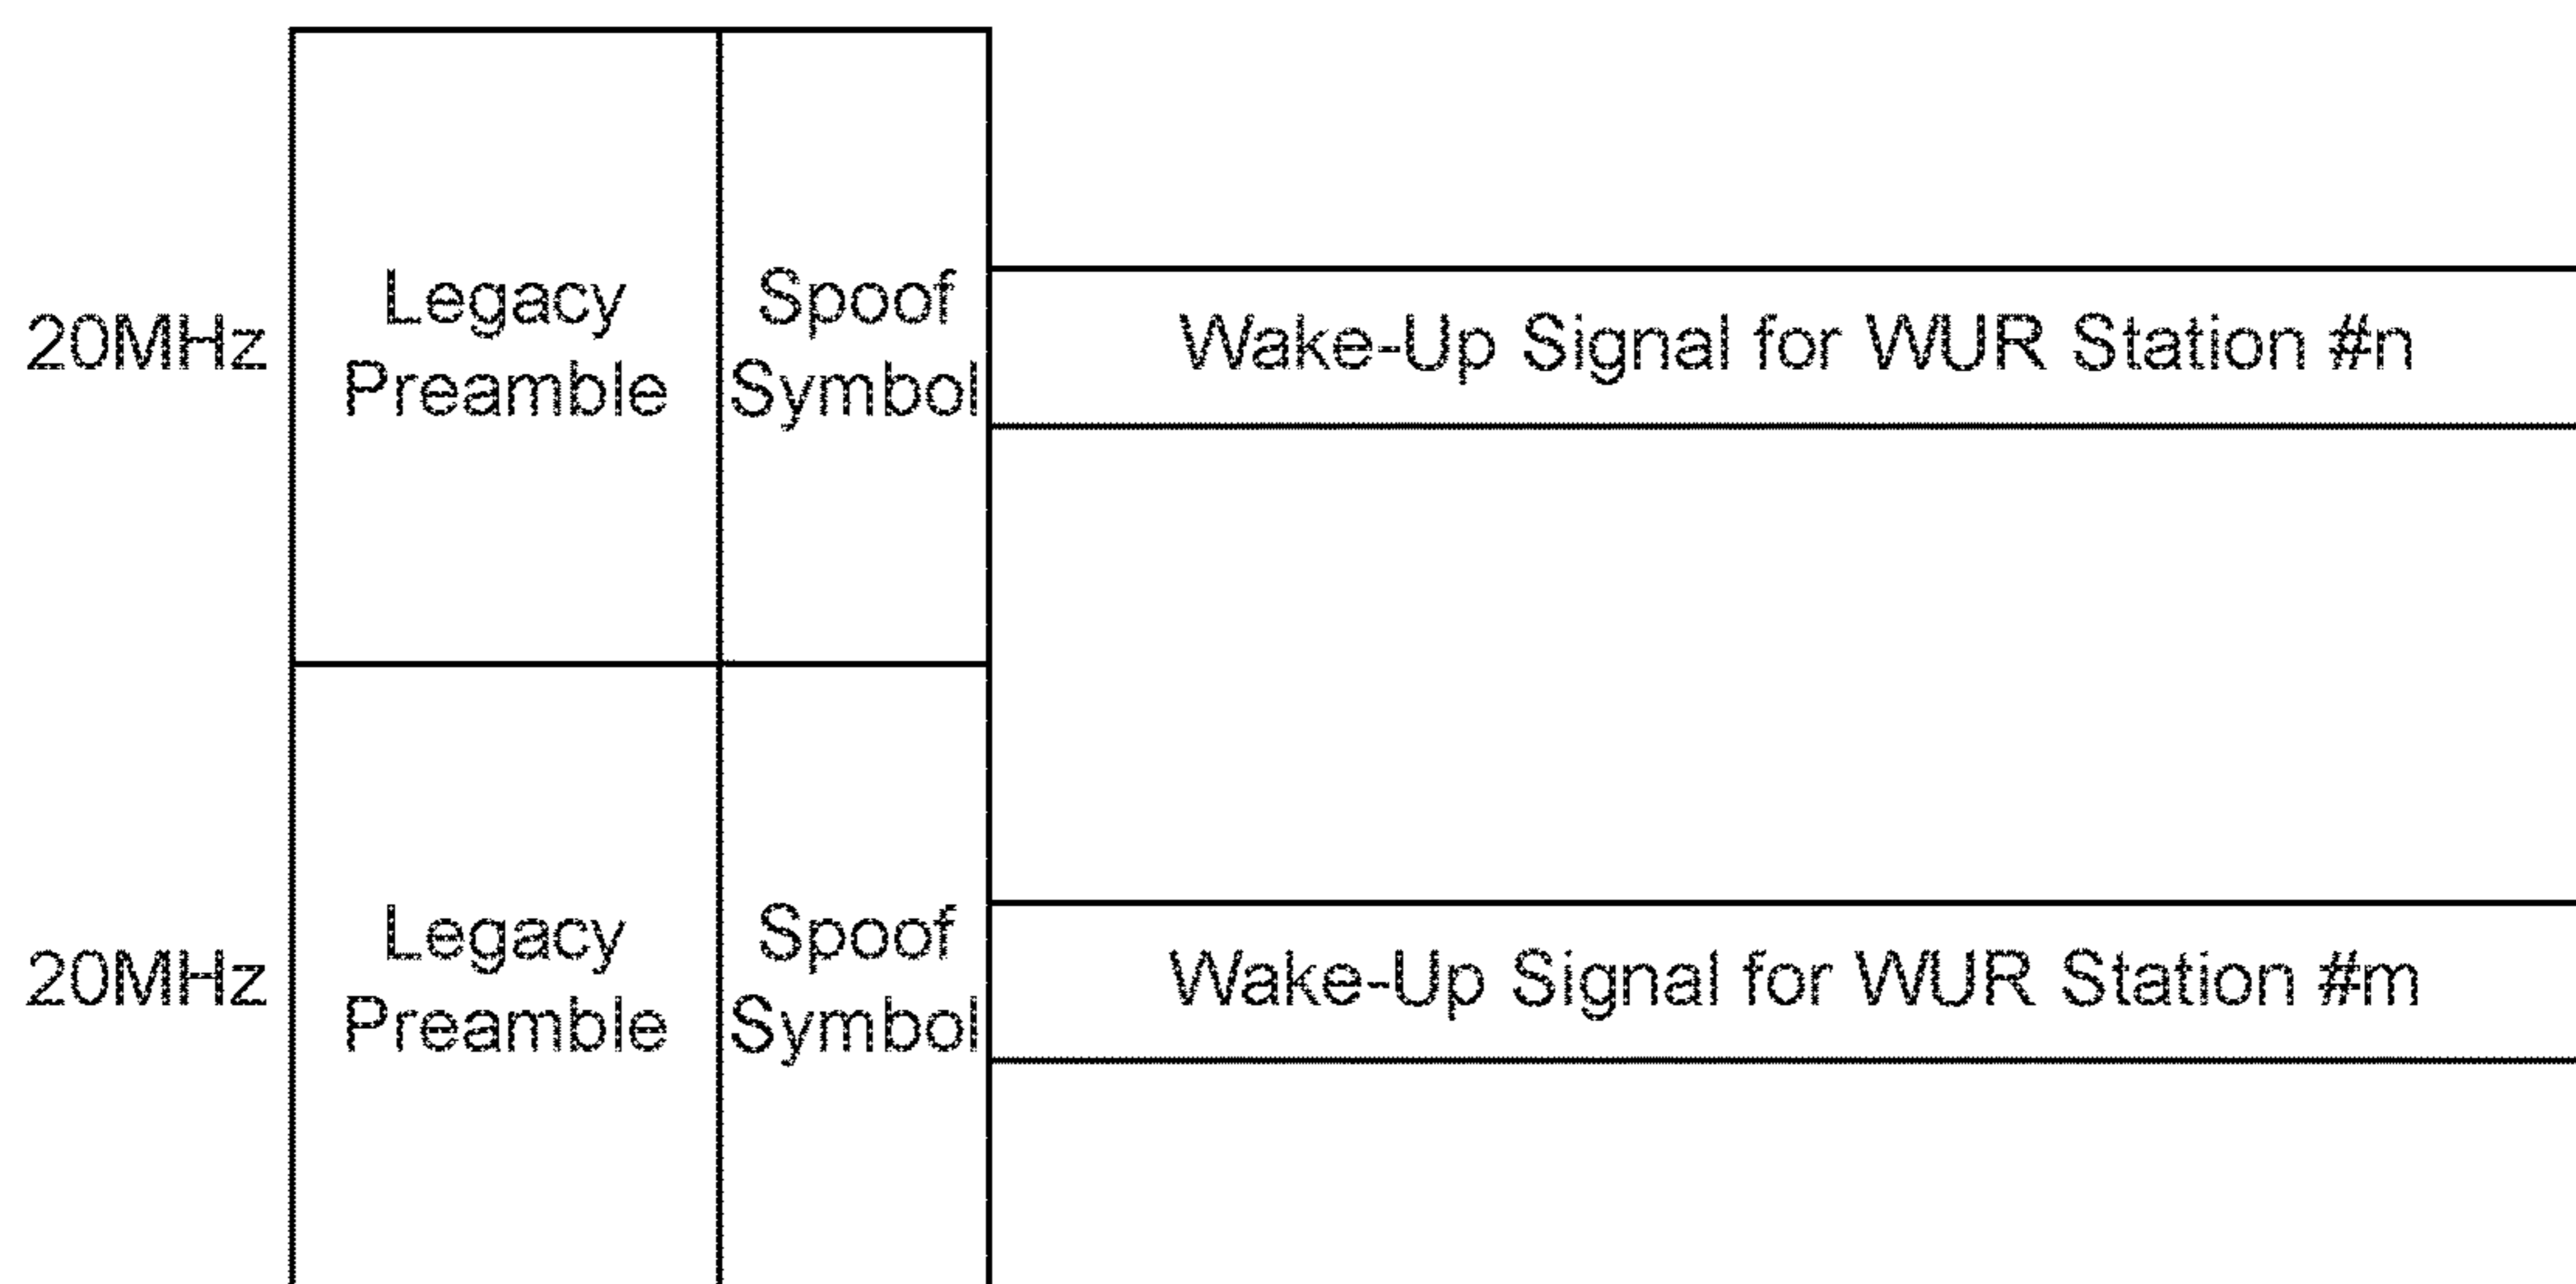 20MHz
Legacy
Preamble
Spoof
Symbol
Wake-Up Signal for WUR Station #n
20MHz
Legacy
Preamble
Spoof
Symbol
Wake-Up Signal for WUR Station #m